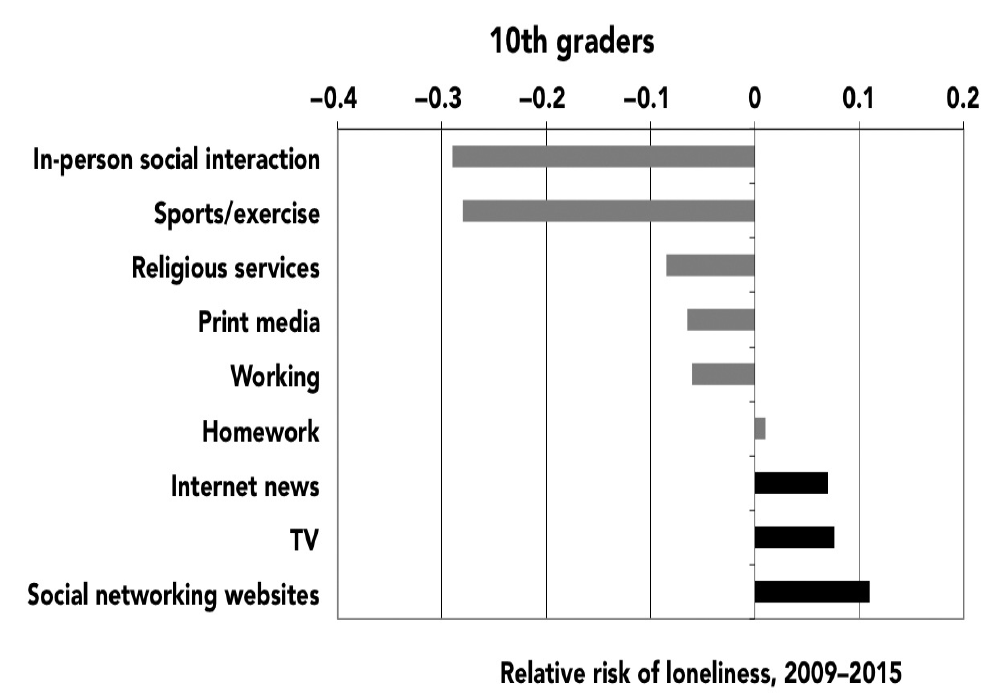 10th graders
–0.4 –0.3 –0.2 –0.1 0 0.1 0.2
In-person social interaction
Sports/exercise
Religious services
Print media
Working
Homework
Internet news
TV
Social networking websites
Relative risk of loneliness, 2009–2015